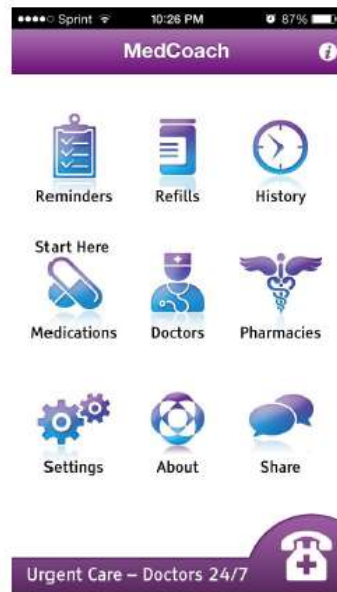 Sprint 10:26 PM 87%
MedCoach i
Reminders Refills History
Start Here
Medications Doctors Pharmacies
Settings About Share
Urgent Care – Doctors 24/7